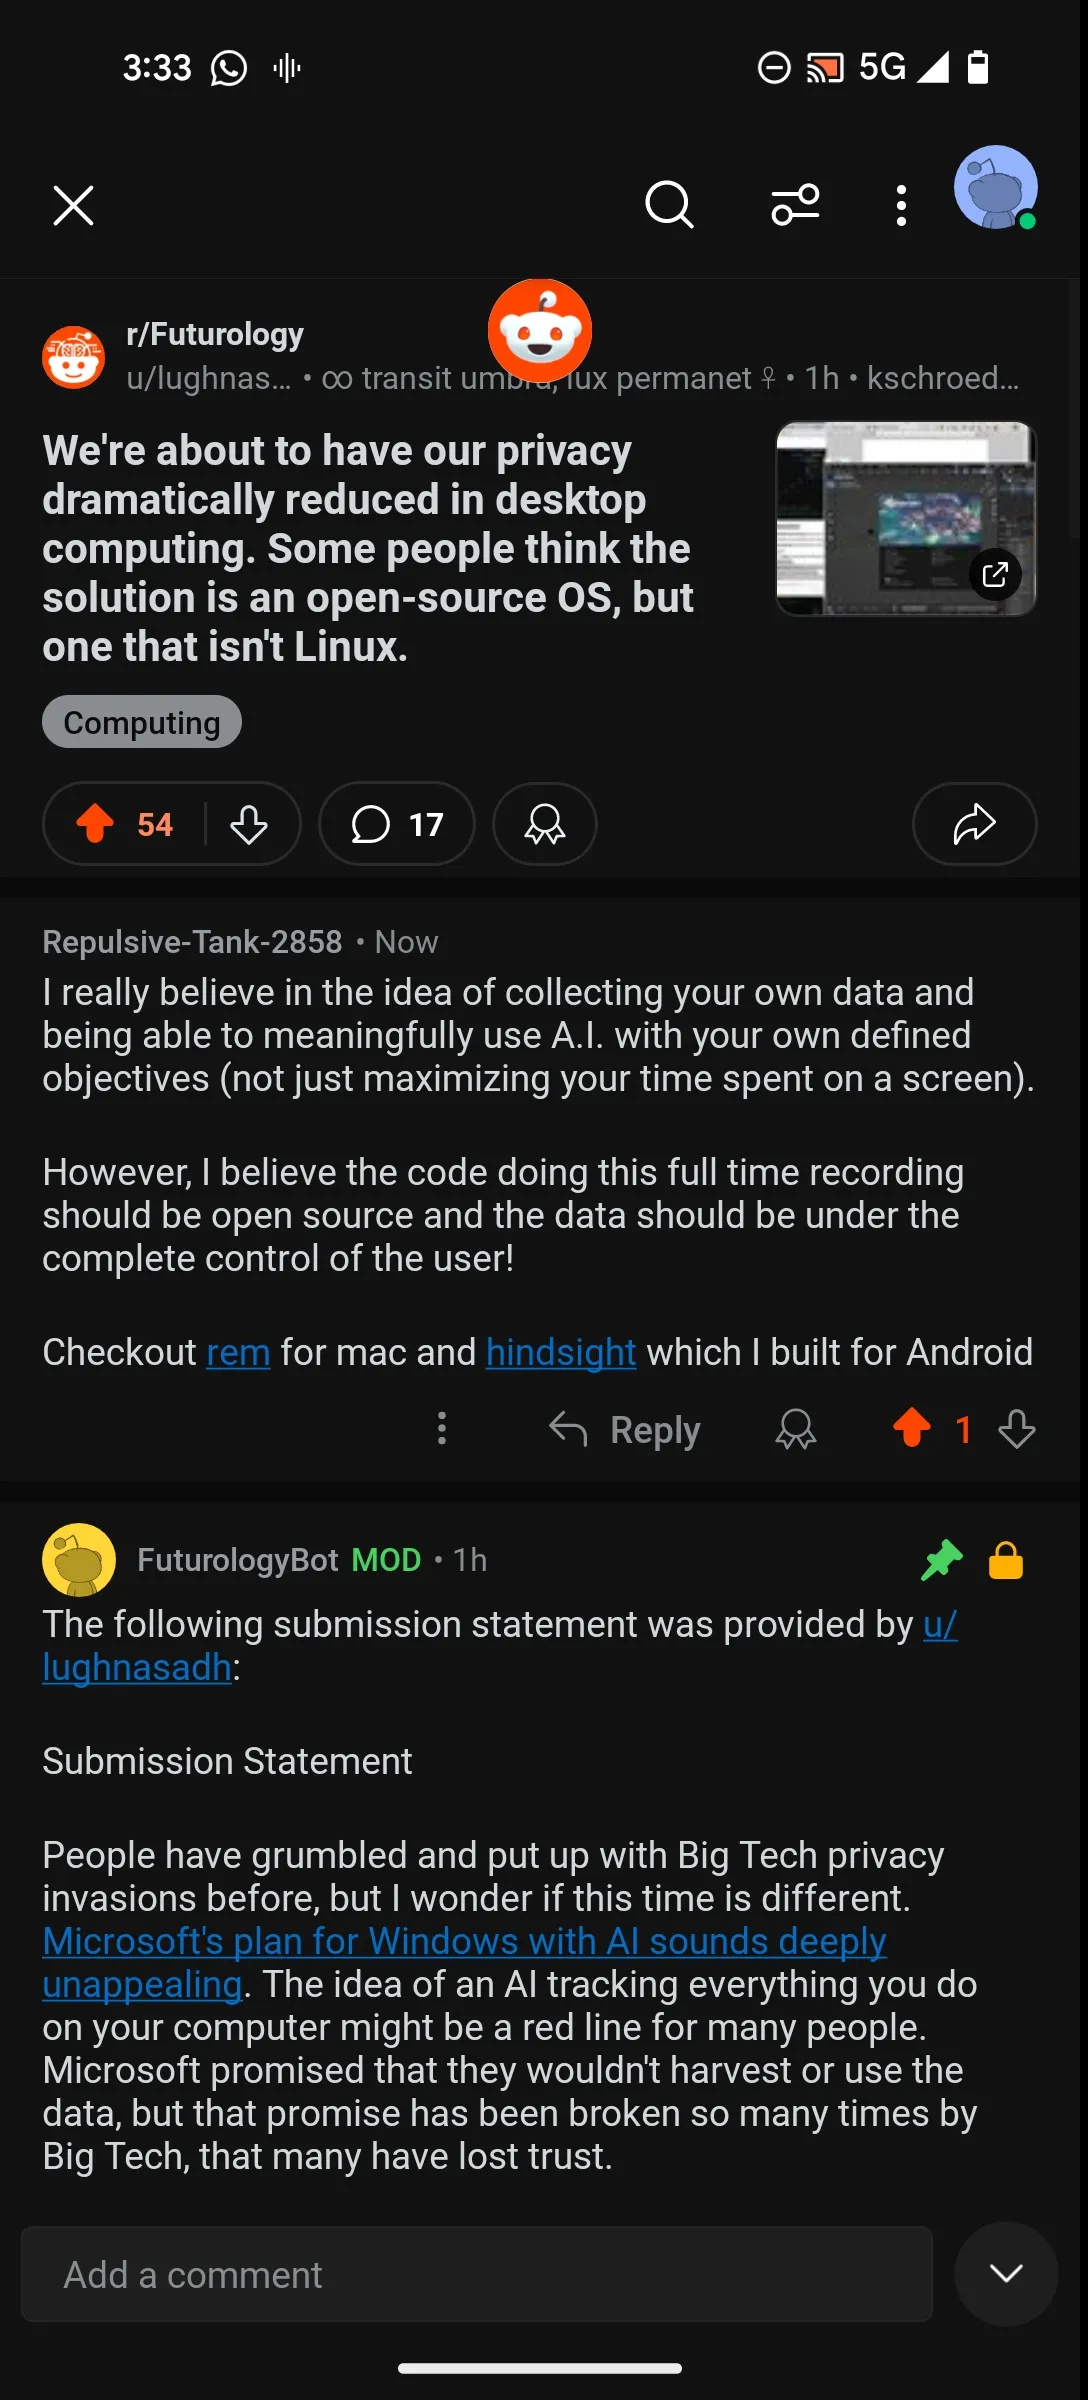 3:33
5G
r/Futurology
u/lughnas... • ∞ transit umbra, lux permanet ♀ • 1h • kschroed...
We're about to have our privacy
dramatically reduced in desktop
computing. Some people think the
solution is an open-source OS, but
one that isn't Linux.
Computing
54
17
Repulsive-Tank-2858 • Now
I really believe in the idea of collecting your own data and
being able to meaningfully use A.I. with your own defined
objectives (not just maximizing your time spent on a screen).
However, I believe the code doing this full time recording
should be open source and the data should be under the
complete control of the user!
Checkout rem for mac and hindsight which I built for Android
Reply
1
FuturologyBot MOD • 1h
The following submission statement was provided by u/
lughnasadh:
Submission Statement
People have grumbled and put up with Big Tech privacy
invasions before, but I wonder if this time is different.
Microsoft's plan for Windows with AI sounds deeply
unappealing. The idea of an AI tracking everything you do
on your computer might be a red line for many people.
Microsoft promised that they wouldn't harvest or use the
data, but that promise has been broken so many times by
Big Tech, that many have lost trust.
Add a comment